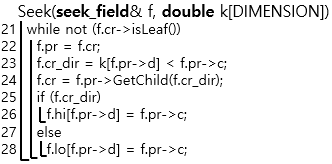 Seek(seek_field& f, double k[DIMENSION])
21 while not (f.cr->isLeaf())
22 f.pr = f.cr;
23 f.cr_dir = k[f.pr->d] < f.pr->c;
24 f.cr = f.pr->GetChild(f.cr_dir);
25 if (f.cr_dir)
26 f.hi[f.pr->d] = f.pr->c;
27 else
28 f.lo[f.pr->d] = f.pr->c;